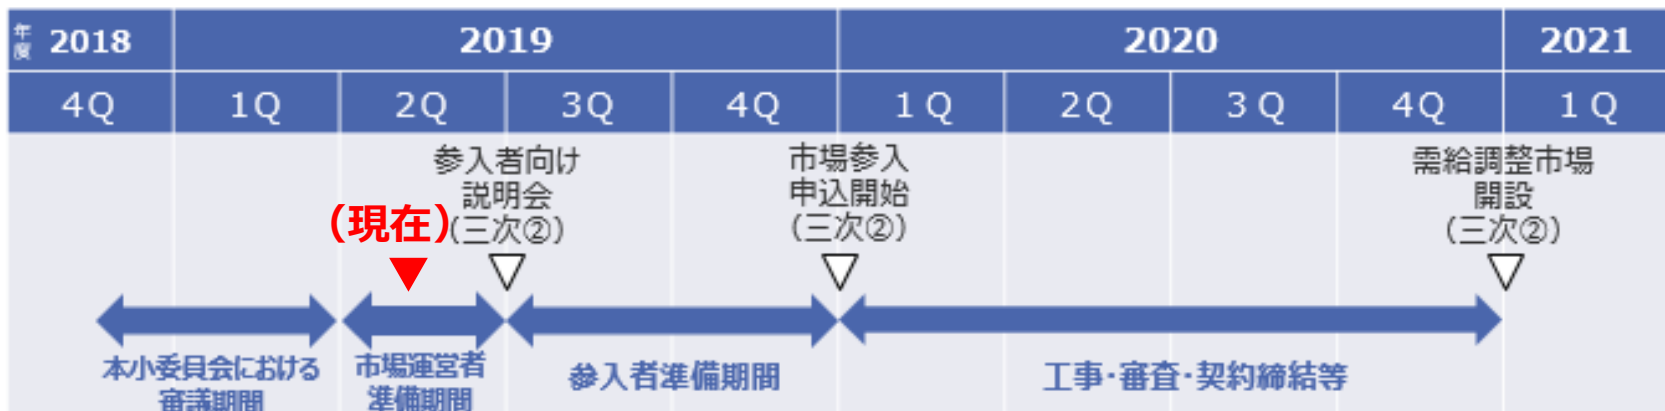 年度 2018 2019 2020 2021
4Q 1Q 2Q 3Q 4Q 1Q 2Q 3Q 4Q 1Q
参入者向け
説明会
(三次②)
市場参入
申込開始
(三次②)
需給調整市場
開設
(三次②)
(現在)
本小委員会における
審議期間
市場運営者
準備期間
参入者準備期間
工事・審査・契約締結等